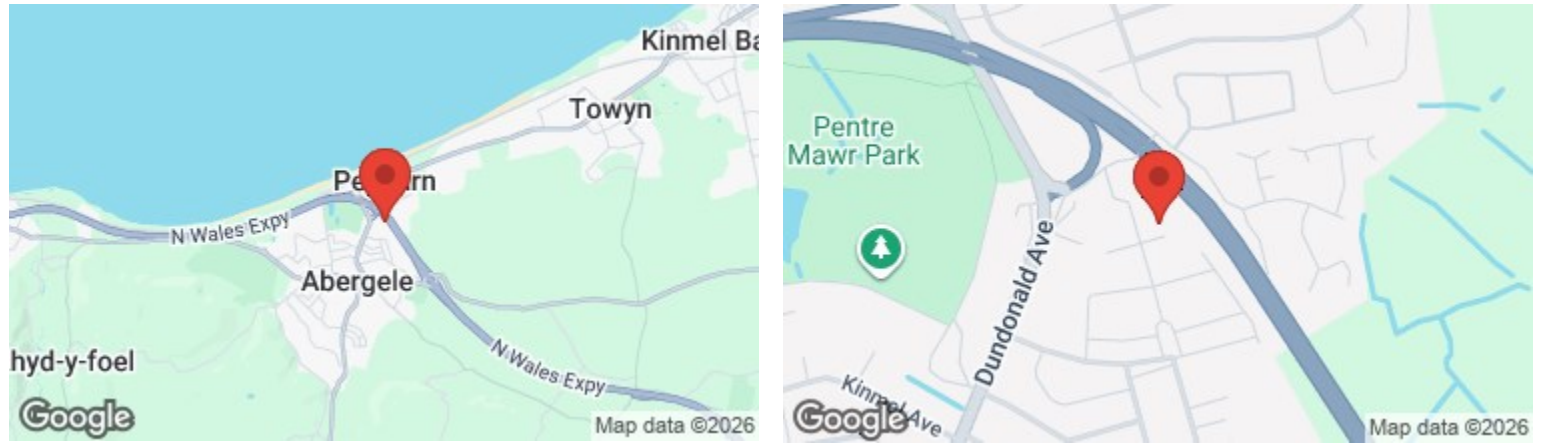 Kinmel Ba
Towyn
N Wales Expy
Abergele
N Wales Expy
hyd-y-foel
Google
Map data ©2026
Pentre
Mawr Park
Dundonald Ave
Kinmel Ave
Google
Map data ©2026